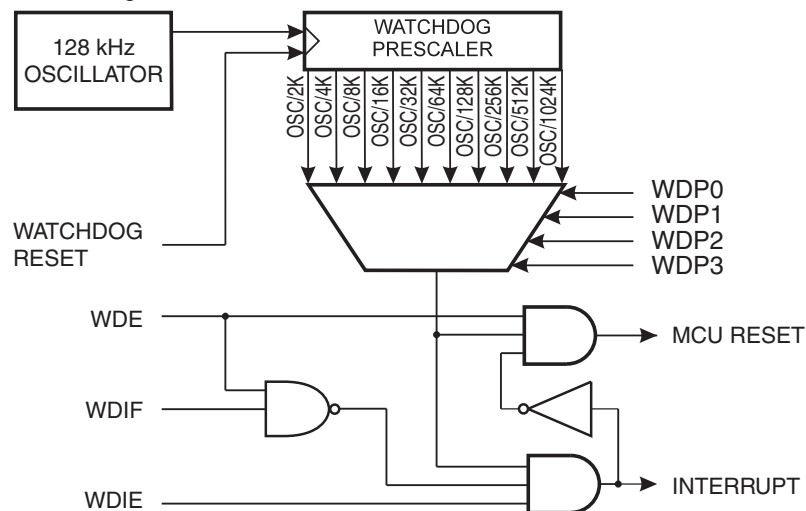 128 kHz
OSCILLATOR
WATCHDOG
PRESCALER
OSC/2K
OSC/4K
OSC/8K
OSC/16K
OSC/32K
OSC/64K
OSC/128K
OSC/256K
OSC/512K
OSC/1024K
WDP0
WDP1
WDP2
WDP3
WATCHDOG
RESET
WDE
MCU RESET
WDIF
WDIE
INTERRUPT